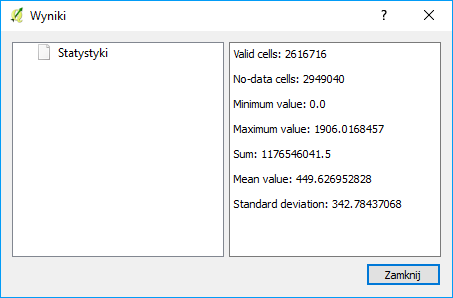 Wyniki
?
Statystyki
Valid cells: 2616716
No-data cells: 2949040
Minimum value: 0.0
Maximum value: 1906.0168457
Sum: 1176546041.5
Mean value: 449.626952828
Standard deviation: 342.78437068
Zamknij